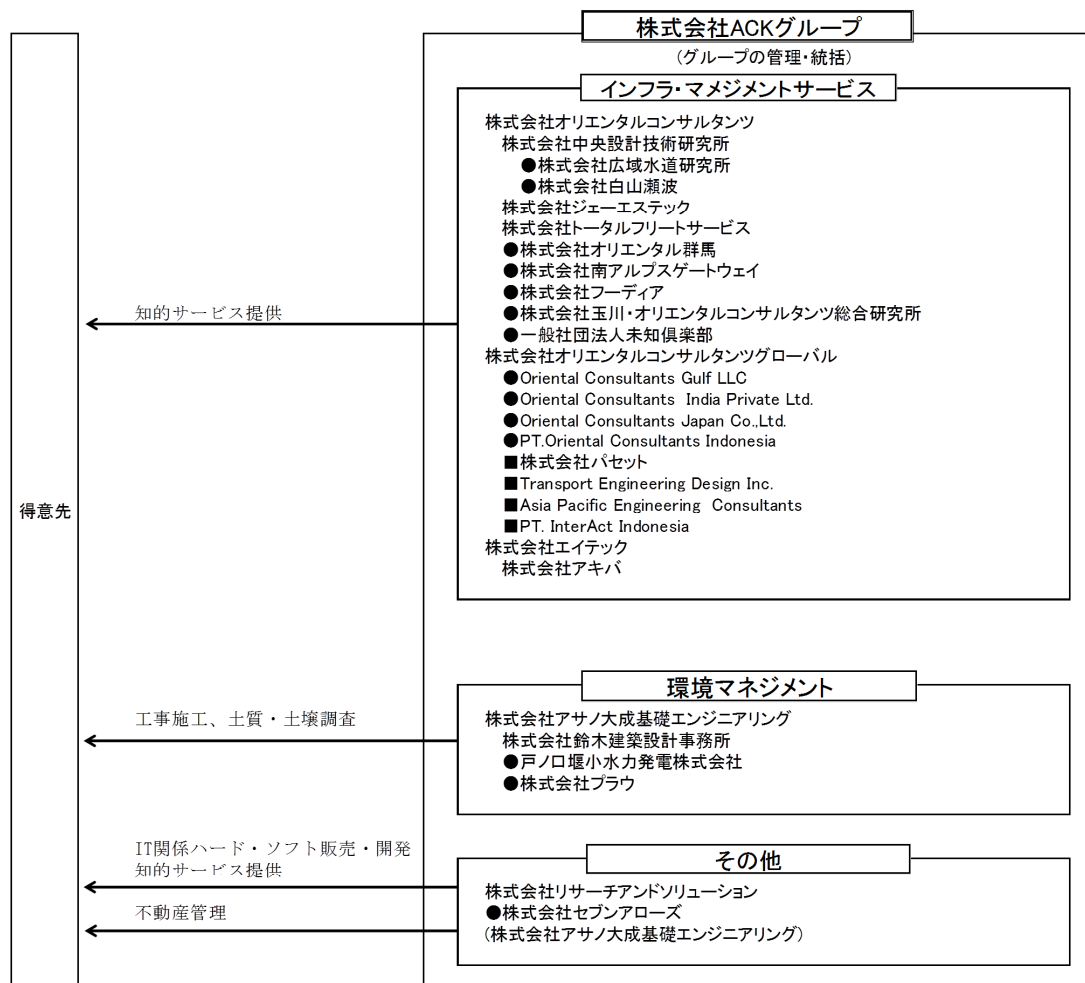 株式会社ACKグループ
(グループの管理・統括)
インフラ・マメジメントサービス
株式会社オリエンタルコンサルタンツ
株式会社中央設計技術研究所
●株式会社広域水道研究所
●株式会社白山瀬波
株式会社ジェーエステック
株式会社トータルフリートサービス
●株式会社オリエンタル群馬
●株式会社南アルプスゲートウェイ
●株式会社フーディア
●株式会社玉川・オリエンタルコンサルタンツ総合研究所
●一般社団法人未知倶楽部
株式会社オリエンタルコンサルタンツグローバル
●Oriental Consultants Gulf LLC
●Oriental Consultants India Private Ltd.
●Oriental Consultants Japan Co.,Ltd.
●PT.Oriental Consultants Indonesia
■株式会社パセット
■Transport Engineering Design Inc.
■Asia Pacific Engineering Consultants
■PT. InterAct Indonesia
株式会社エイテック
株式会社アキバ
知的サービス提供
得意先
環境マネジメント
株式会社アサノ大成基礎エンジニアリング
株式会社鈴木建築設計事務所
●戸ノ口堰小水力発電株式会社
●株式会社プラウ
工事施工、土質・土壌調査
その他
株式会社リサーチアンドソリューション
●株式会社セブンアローズ
(株式会社アサノ大成基礎エンジニアリング)
IT関係ハード・ソフト販売・開発
知的サービス提供
不動産管理